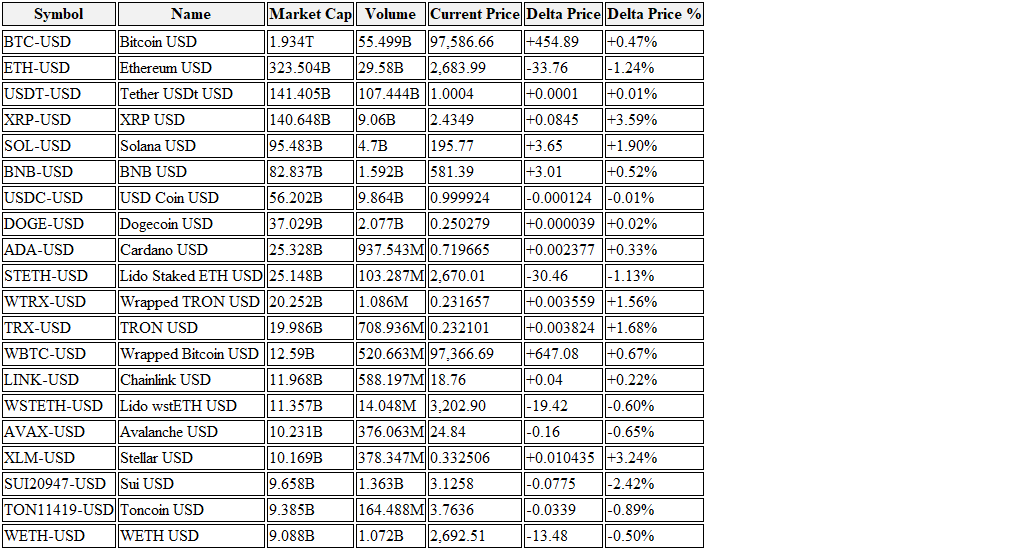 Symbol Name Market Cap Volume Current Price Delta Price Delta Price %
BTC-USD Bitcoin USD 1.934T 55.499B 97,586.66 +454.89 +0.47%
ETH-USD Ethereum USD 323.504B 29.58B 2,683.99 -33.76 -1.24%
USDT-USD Tether USDt USD 141.405B 107.444B 1.0004 +0.0001 +0.01%
XRP-USD XRP USD 140.648B 9.06B 2.4349 +0.0845 +3.59%
SOL-USD Solana USD 95.483B 4.7B 195.77 +3.65 +1.90%
BNB-USD BNB USD 82.837B 1.592B 581.39 +3.01 +0.52%
USDC-USD USD Coin USD 56.202B 9.864B 0.999924 -0.000124 -0.01%
DOGE-USD Dogecoin USD 37.029B 2.077B 0.250279 +0.000039 +0.02%
ADA-USD Cardano USD 25.328B 937.543M 0.719665 +0.002377 +0.33%
STETH-USD Lido Staked ETH USD 25.148B 103.287M 2,670.01 -30.46 -1.13%
WTRX-USD Wrapped TRON USD 20.252B 1.086M 0.231657 +0.003559 +1.56%
TRX-USD TRON USD 19.986B 708.936M 0.232101 +0.003824 +1.68%
WBTC-USD Wrapped Bitcoin USD 12.59B 520.663M 97,366.69 +647.08 +0.67%
LINK-USD Chainlink USD 11.968B 588.197M 18.76 +0.04 +0.22%
WSTETH-USD Lido wstETH USD 11.357B 14.048M 3,202.90 -19.42 -0.60%
AVAX-USD Avalanche USD 10.231B 376.063M 24.84 -0.16 -0.65%
XLM-USD Stellar USD 10.169B 378.347M 0.332506 +0.010435 +3.24%
SUI20947-USD Sui USD 9.658B 1.363B 3.1258 -0.0775 -2.42%
TON11419-USD Toncoin USD 9.385B 164.488M 3.7636 -0.0339 -0.89%
WETH-USD WETH USD 9.088B 1.072B 2,692.51 -13.48 -0.50%